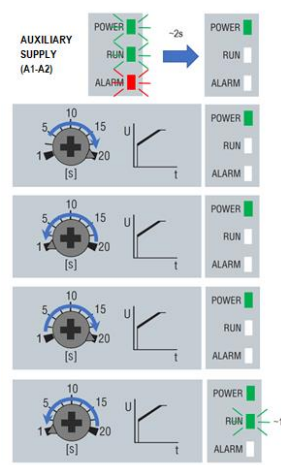 AUXILIARY
SUPPLY
(A1-A2)
POWER
RUN
ALARM
~2s
POWER
RUN
ALARM
10
5 15
1 20
[s]
U
t
POWER
RUN
ALARM
10
5 15
1 20
[s]
U
t
POWER
RUN
ALARM
10
5 15
1 20
[s]
U
t
POWER
RUN
ALARM
10
5 15
1 20
[s]
U
t
POWER
RUN
ALARM